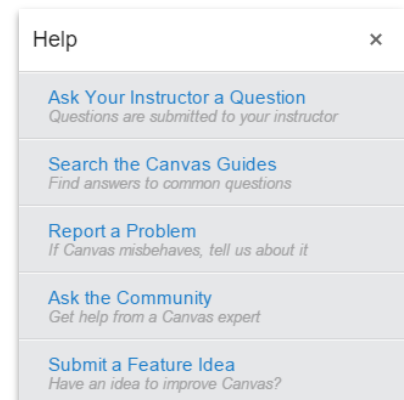 Help ×
Ask Your Instructor a Question
Questions are submitted to your instructor
Search the Canvas Guides
Find answers to common questions
Report a Problem
If Canvas misbehaves, tell us about it
Ask the Community
Get help from a Canvas expert
Submit a Feature Idea
Have an idea to improve Canvas?